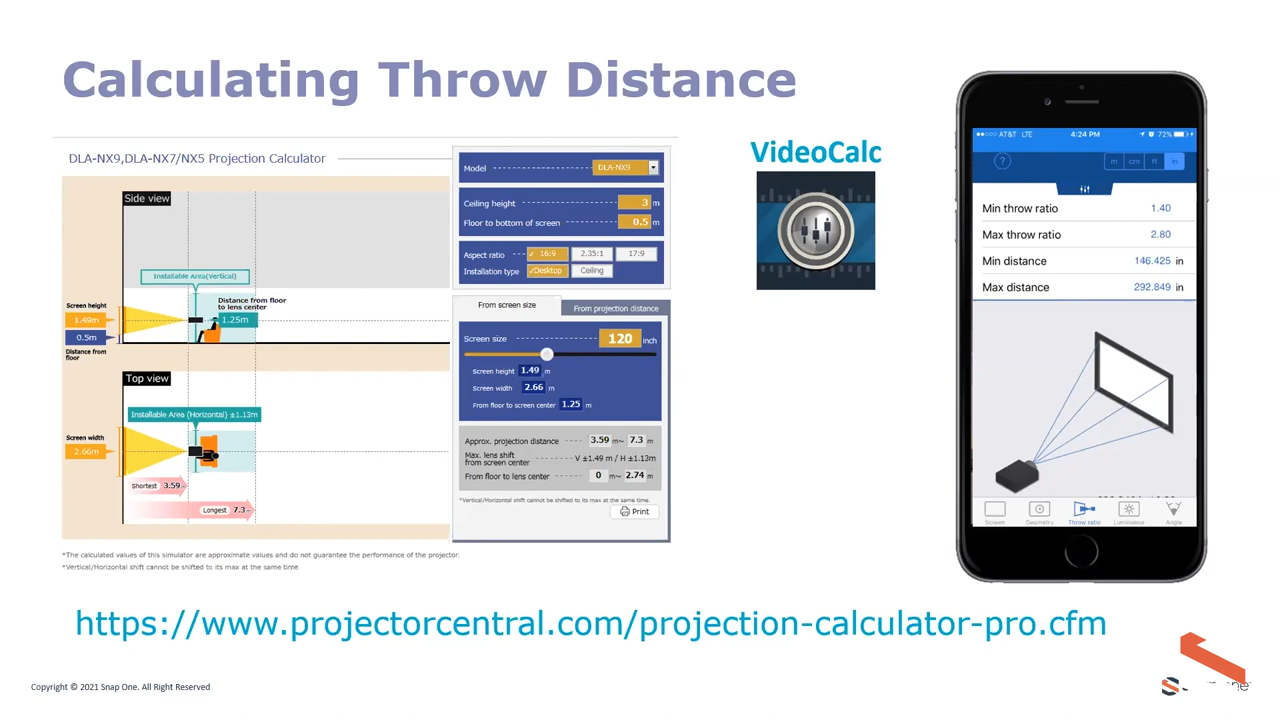 Calculating Throw Distance
DLA-NX9,DLA-NX7/NX5 Projection Calculator
Side view
Installable Area(Vertical)
Screen height
1.49m
0.5m
Distance from
floor
Distance from floor
to lens center
1.25m
Top view
Installable Area (Horizontal) ±1.13m
Screen width
2.66m
Shortest 3.59
Longest 7.3
*The calculated values of this simulator are approximate values and do not guarantee the performance of the projector.
*Vertical/Horizontal shift cannot be shifted to its max at the same time.
Model DLA-NX9
Ceiling height 3 m
Floor to bottom of screen 0.5 m
Aspect ratio ✓ 16:9 2.35:1 17:9
Installation type ✓Desktop Ceiling
From screen size From projection distance
Screen size 120 inch
Screen height 1.49 m
Screen width 2.66 m
From floor to screen center 1.25 m
Approx. projection distance 3.59 m~ 7.3 m
Max. lens shift
from screen center V ±1.49 m / H ±1.13m
From floor to lens center 0 m~ 2.74 m
*Vertical/Horizontal shift cannot be shifted to its max at the same time.
Print
VideoCalc
AT&T LTE 4:24 PM 72%
? m cm ft in
Min throw ratio 1.40
Max throw ratio 2.80
Min distance 146.425 in
Max distance 292.849 in
Screen Geometry Throw ratio Luminance Angle
https://www.projectorcentral.com/projection-calculator-pro.cfm
Copyright © 2021 Snap One. All Right Reserved